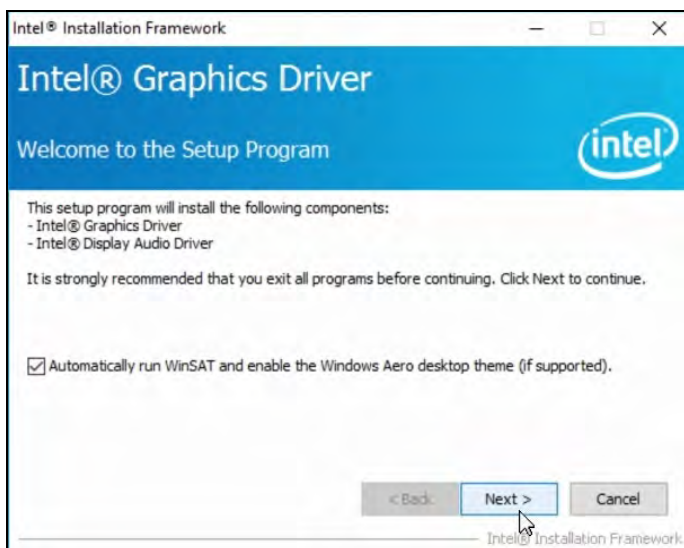 Intel® Installation Framework
Intel® Graphics Driver
Welcome to the Setup Program
intel
This setup program will install the following components:
- Intel® Graphics Driver
- Intel® Display Audio Driver
It is strongly recommended that you exit all programs before continuing. Click Next to continue.
Automatically run WinSAT and enable the Windows Aero desktop theme (if supported).
< Back
Next >
Cancel
Intel® Installation Framework